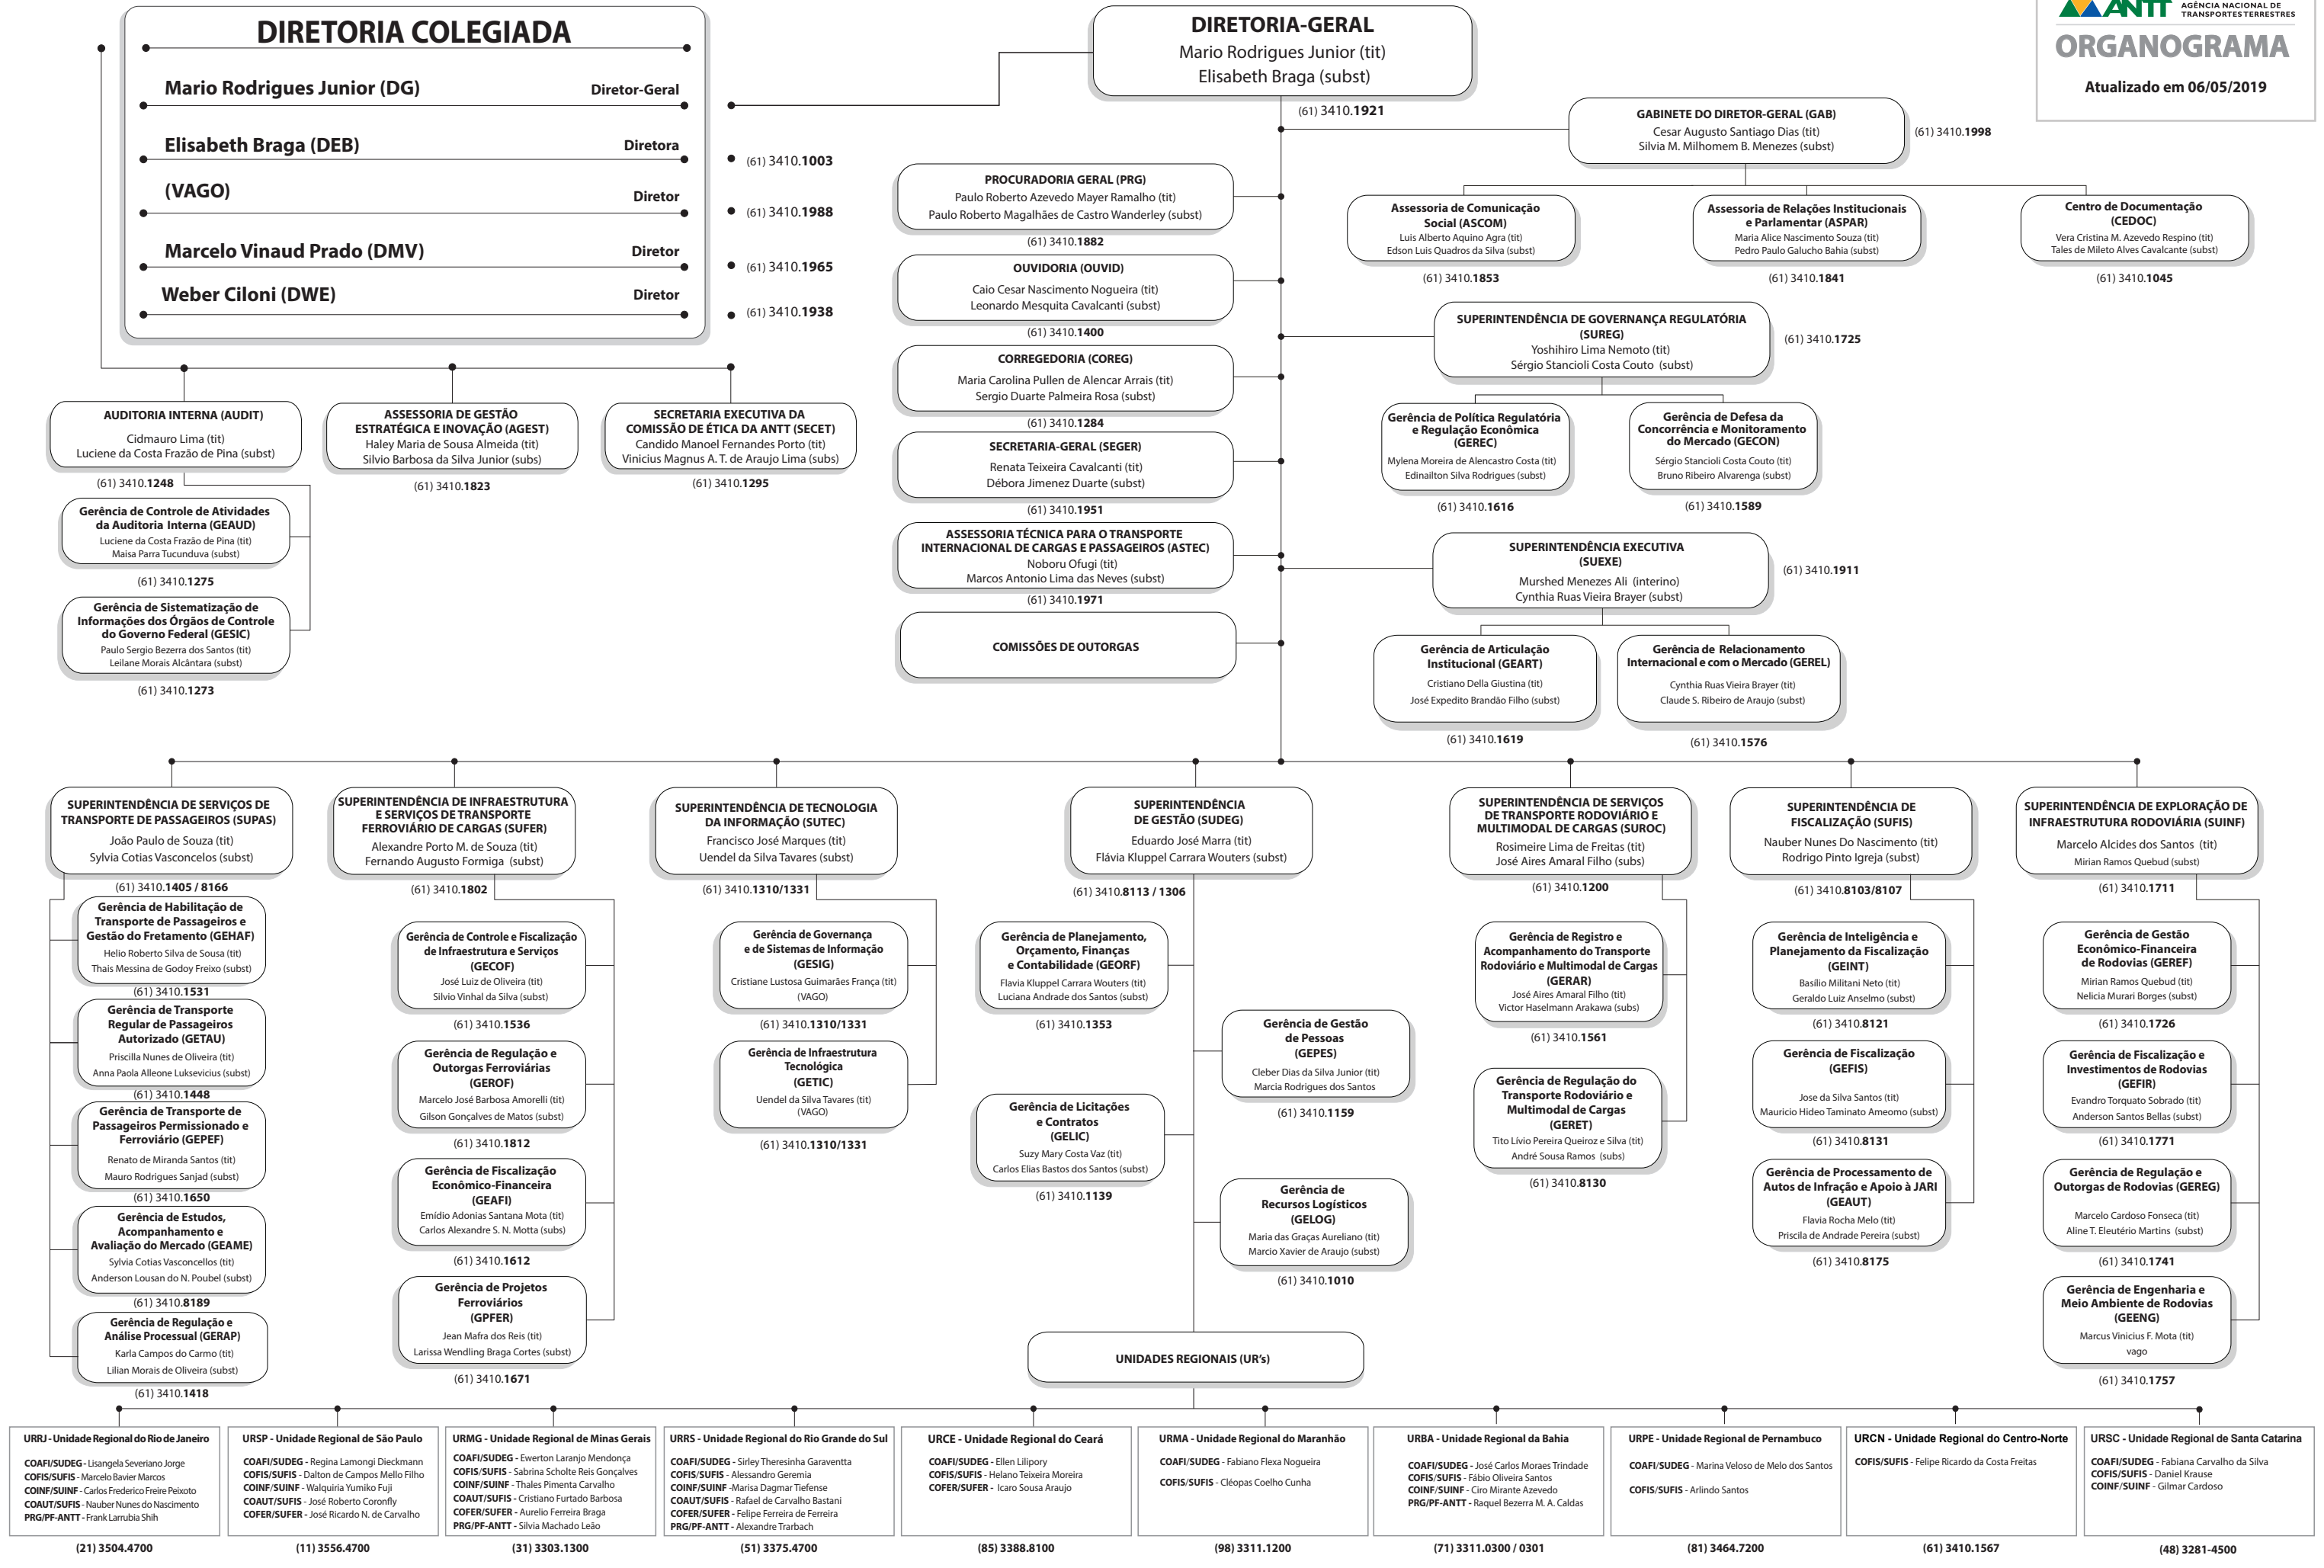 ANTT
AGÊNCIA NACIONAL DE
TRANSPORTES TERRESTRES
ORGANOGRAMA
Atualizado em 06/05/2019
DIRETORIA COLEGIADA
Mario Rodrigues Junior (DG) Diretor-Geral
Elisabeth Braga (DEB) Diretora
(61) 3410.1003
(VAGO) Diretor
(61) 3410.1988
Marcelo Vinaud Prado (DMV) Diretor
(61) 3410.1965
Weber Ciloni (DWE) Diretor
(61) 3410.1938
DIRETORIA-GERAL
Mario Rodrigues Junior (tit)
Elisabeth Braga (subst)
(61) 3410.1921
GABINETE DO DIRETOR-GERAL (GAB)
Cesar Augusto Santiago Dias (tit)
Silvia M. Milhomem B. Menezes (subst)
(61) 3410.1998
Assessoria de Comunicação
Social (ASCOM)
Luis Alberto Aquino Agra (tit)
Edson Luis Quadros da Silva (subst)
(61) 3410.1853
Assessoria de Relações Institucionais
e Parlamentar (ASPAR)
Maria Alice Nascimento Souza (tit)
Pedro Paulo Galucho Bahia (subst)
(61) 3410.1841
Centro de Documentação
(CEDOC)
Vera Cristina M. Azevedo Respino (tit)
Tales de Mileto Alves Cavalcante (subst)
(61) 3410.1045
PROCURADORIA GERAL (PRG)
Paulo Roberto Azevedo Mayer Ramalho (tit)
Paulo Roberto Magalhães de Castro Wanderley (subst)
(61) 3410.1882
OUVIDORIA (OUVID)
Caio Cesar Nascimento Nogueira (tit)
Leonardo Mesquita Cavalcanti (subst)
(61) 3410.1400
CORREGEDORIA (COREG)
Maria Carolina Pullen de Alencar Arrais (tit)
Sergio Duarte Palmeira Rosa (subst)
(61) 3410.1284
SECRETARIA-GERAL (SEGER)
Renata Teixeira Cavalcanti (tit)
Débora Jimenez Duarte (subst)
(61) 3410.1951
ASSESSORIA TÉCNICA PARA O TRANSPORTE
INTERNACIONAL DE CARGAS E PASSAGEIROS (ASTEC)
Noboru Ofugi (tit)
Marcos Antonio Lima das Neves (subst)
(61) 3410.1971
COMISSÕES DE OUTORGAS
SUPERINTENDÊNCIA DE GOVERNANÇA REGULATÓRIA
(SUREG)
Yoshihiro Lima Nemoto (tit)
Sérgio Stancioli Costa Couto (subst)
(61) 3410.1725
Gerência de Política Regulatória
e Regulação Econômica
(GEREC)
Mylena Moreira de Alencastro Costa (tit)
Edinailton Silva Rodrigues (subst)
(61) 3410.1616
Gerência de Defesa da
Concorrência e Monitoramento
do Mercado (GECON)
Sérgio Stancioli Costa Couto (tit)
Bruno Ribeiro Alvarenga (subst)
(61) 3410.1589
SUPERINTENDÊNCIA EXECUTIVA
(SUEXE)
Murshed Menezes Ali (interino)
Cynthia Ruas Vieira Brayer (subst)
(61) 3410.1911
Gerência de Articulação
Institucional (GEART)
Cristiano Della Giustina (tit)
José Expedito Brandão Filho (subst)
(61) 3410.1619
Gerência de Relacionamento
Internacional e com o Mercado (GEREL)
Cynthia Ruas Vieira Brayer (tit)
Claude S. Ribeiro de Araujo (subst)
(61) 3410.1576
AUDITORIA INTERNA (AUDIT)
Cidmauro Lima (tit)
Luciene da Costa Frazão de Pina (subst)
(61) 3410.1248
Gerência de Controle de Atividades
da Auditoria Interna (GEAUD)
Luciene da Costa Frazão de Pina (tit)
Maisa Parra Tucunduva (subst)
(61) 3410.1275
Gerência de Sistematização de
Informações dos Órgãos de Controle
do Governo Federal (GESIC)
Paulo Sergio Bezerra dos Santos (tit)
Leilane Morais Alcântara (subst)
(61) 3410.1273
ASSESSORIA DE GESTÃO
ESTRATÉGICA E INOVAÇÃO (AGEST)
Haley Maria de Sousa Almeida (tit)
Silvio Barbosa da Silva Junior (subs)
(61) 3410.1823
SECRETARIA EXECUTIVA DA
COMISSÃO DE ÉTICA DA ANTT (SECET)
Candido Manoel Fernandes Porto (tit)
Vinicius Magnus A. T. de Araujo Lima (subs)
(61) 3410.1295
SUPERINTENDÊNCIA DE SERVIÇOS DE
TRANSPORTE DE PASSAGEIROS (SUPAS)
João Paulo de Souza (tit)
Sylvia Cotias Vasconcelos (subst)
(61) 3410.1405 / 8166
Gerência de Habilitação de
Transporte de Passageiros e
Gestão do Fretamento (GEHAF)
Helio Roberto Silva de Sousa (tit)
Thais Messina de Godoy Freixo (subst)
(61) 3410.1531
Gerência de Transporte
Regular de Passageiros
Autorizado (GETAU)
Priscilla Nunes de Oliveira (tit)
Anna Paola Alleone Luksevicius (subst)
(61) 3410.1448
Gerência de Transporte de
Passageiros Permissionado e
Ferroviário (GEPEF)
Renato de Miranda Santos (tit)
Mauro Rodrigues Sanjad (subst)
(61) 3410.1650
Gerência de Estudos,
Acompanhamento e
Avaliação do Mercado (GEAME)
Sylvia Cotias Vasconcellos (tit)
Anderson Lousan do N. Poubel (subst)
(61) 3410.8189
Gerência de Regulação e
Análise Processual (GERAP)
Karla Campos do Carmo (tit)
Lilian Morais de Oliveira (subst)
(61) 3410.1418
SUPERINTENDÊNCIA DE INFRAESTRUTURA
E SERVIÇOS DE TRANSPORTE
FERROVIÁRIO DE CARGAS (SUFER)
Alexandre Porto M. de Souza (tit)
Fernando Augusto Formiga (subst)
(61) 3410.1802
Gerência de Controle e Fiscalização
de Infraestrutura e Serviços
(GECOF)
José Luiz de Oliveira (tit)
Silvio Vinhal da Silva (subst)
(61) 3410.1536
Gerência de Regulação e
Outorgas Ferroviárias
(GEROF)
Marcelo José Barbosa Amorelli (tit)
Gilson Gonçalves de Matos (subst)
(61) 3410.1812
Gerência de Fiscalização
Econômico-Financeira
(GEAFI)
Emídio Adonias Santana Mota (tit)
Carlos Alexandre S. N. Motta (subs)
(61) 3410.1612
Gerência de Projetos
Ferroviários
(GPFER)
Jean Mafra dos Reis (tit)
Larissa Wendling Braga Cortes (subst)
(61) 3410.1671
SUPERINTENDÊNCIA DE TECNOLOGIA
DA INFORMAÇÃO (SUTEC)
Francisco José Marques (tit)
Uendel da Silva Tavares (subst)
(61) 3410.1310/1331
Gerência de Governança
e de Sistemas de Informação
(GESIG)
Cristiane Lustosa Guimarães França (tit)
(VAGO)
(61) 3410.1310/1331
Gerência de Infraestrutura
Tecnológica
(GETIC)
Uendel da Silva Tavares (tit)
(VAGO)
(61) 3410.1310/1331
SUPERINTENDÊNCIA
DE GESTÃO (SUDEG)
Eduardo José Marra (tit)
Flávia Kluppel Carrara Wouters (subst)
(61) 3410.8113 / 1306
Gerência de Planejamento,
Orçamento, Finanças
e Contabilidade (GEORF)
Flavia Kluppel Carrara Wouters (tit)
Luciana Andrade dos Santos (subst)
(61) 3410.1353
Gerência de Gestão
de Pessoas
(GEPES)
Cleber Dias da Silva Junior (tit)
Marcia Rodrigues dos Santos
(61) 3410.1159
Gerência de Licitações
e Contratos
(GELIC)
Suzy Mary Costa Vaz (tit)
Carlos Elias Bastos dos Santos (subst)
(61) 3410.1139
Gerência de
Recursos Logísticos
(GELOG)
Maria das Graças Aureliano (tit)
Marcio Xavier de Araujo (subst)
(61) 3410.1010
SUPERINTENDÊNCIA DE SERVIÇOS
DE TRANSPORTE RODOVIÁRIO E
MULTIMODAL DE CARGAS (SUROC)
Rosimeire Lima de Freitas (tit)
José Aires Amaral Filho (subs)
(61) 3410.1200
Gerência de Registro e
Acompanhamento do Transporte
Rodoviário e Multimodal de Cargas
(GERAR)
José Aires Amaral Filho (tit)
Victor Haselmann Arakawa (subs)
(61) 3410.1561
Gerência de Regulação do
Transporte Rodoviário e
Multimodal de Cargas
(GERET)
Tito Lívio Pereira Queiroz e Silva (tit)
André Sousa Ramos (subs)
(61) 3410.8130
SUPERINTENDÊNCIA DE
FISCALIZAÇÃO (SUFIS)
Nauber Nunes Do Nascimento (tit)
Rodrigo Pinto Igreja (subst)
(61) 3410.8103/8107
Gerência de Inteligência e
Planejamento da Fiscalização
(GEINT)
Basílio Militani Neto (tit)
Geraldo Luiz Anselmo (subst)
(61) 3410.8121
Gerência de Fiscalização
(GEFIS)
Jose da Silva Santos (tit)
Mauricio Hideo Taminato Ameomo (subst)
(61) 3410.8131
Gerência de Processamento de
Autos de Infração e Apoio à JARI
(GEAUT)
Flavia Rocha Melo (tit)
Priscila de Andrade Pereira (subst)
(61) 3410.8175
SUPERINTENDÊNCIA DE EXPLORAÇÃO DE
INFRAESTRUTURA RODOVIÁRIA (SUINF)
Marcelo Alcides dos Santos (tit)
Mirian Ramos Quebud (subst)
(61) 3410.1711
Gerência de Gestão
Econômico-Financeira
de Rodovias (GEREF)
Mirian Ramos Quebud (tit)
Nelicia Murari Borges (subst)
(61) 3410.1726
Gerência de Fiscalização e
Investimentos de Rodovias
(GEFIR)
Evandro Torquato Sobrado (tit)
Anderson Santos Bellas (subst)
(61) 3410.1771
Gerência de Regulação e
Outorgas de Rodovias (GEREG)
Marcelo Cardoso Fonseca (tit)
Aline T. Eleutério Martins (subst)
(61) 3410.1741
Gerência de Engenharia e
Meio Ambiente de Rodovias
(GEENG)
Marcus Vinicius F. Mota (tit)
vago
(61) 3410.1757
UNIDADES REGIONAIS (UR's)
URRJ - Unidade Regional do Rio de Janeiro
COAFI/SUDEG - Lisangela Severiano Jorge
COFIS/SUFIS - Marcelo Bavier Marcos
COINF/SUINF - Carlos Frederico Freire Peixoto
COAUT/SUFIS - Nauber Nunes do Nascimento
PRG/PF-ANTT - Frank Larrubia Shih
(21) 3504.4700
URSP - Unidade Regional de São Paulo
COAFI/SUDEG - Regina Lamongi Dieckmann
COFIS/SUFIS - Dalton de Campos Mello Filho
COINF/SUINF - Walquiria Yumiko Fuji
COAUT/SUFIS - José Roberto Coronfly
COFER/SUFER - José Ricardo N. de Carvalho
(11) 3556.4700
URMG - Unidade Regional de Minas Gerais
COAFI/SUDEG - Ewerton Laranjo Mendonça
COFIS/SUFIS - Sabrina Scholte Reis Gonçalves
COINF/SUINF - Thales Pimenta Carvalho
COAUT/SUFIS - Cristiano Furtado Barbosa
COFER/SUFER - Aurelio Ferreira Braga
PRG/PF-ANTT - Silvia Machado Leão
(31) 3303.1300
URRS - Unidade Regional do Rio Grande do Sul
COAFI/SUDEG - Sirley Theresinha Garaventta
COFIS/SUFIS - Alessandro Geremia
COINF/SUINF -Marisa Dagmar Tiefense
COAUT/SUFIS - Rafael de Carvalho Bastani
COFER/SUFER - Felipe Ferreira de Ferreira
PRG/PF-ANTT - Alexandre Trarbach
(51) 3375.4700
URCE - Unidade Regional do Ceará
COAFI/SUDEG - Ellen Lilipory
COFIS/SUFIS - Helano Teixeira Moreira
COFER/SUFER - Icaro Sousa Araujo
(85) 3388.8100
URMA - Unidade Regional do Maranhão
COAFI/SUDEG - Fabiano Flexa Nogueira
COFIS/SUFIS - Cléopas Coelho Cunha
(98) 3311.1200
URBA - Unidade Regional da Bahia
COAFI/SUDEG - José Carlos Moraes Trindade
COFIS/SUFIS - Fábio Oliveira Santos
COINF/SUINF - Ciro Mirante Azevedo
PRG/PF-ANTT - Raquel Bezerra M. A. Caldas
(71) 3311.0300 / 0301
URPE - Unidade Regional de Pernambuco
COAFI/SUDEG - Marina Veloso de Melo dos Santos
COFIS/SUFIS - Arlindo Santos
(81) 3464.7200
URCN - Unidade Regional do Centro-Norte
COFIS/SUFIS - Felipe Ricardo da Costa Freitas
(61) 3410.1567
URSC - Unidade Regional de Santa Catarina
COAFI/SUDEG - Fabiana Carvalho da Silva
COFIS/SUFIS - Daniel Krause
COINF/SUINF - Gilmar Cardoso
(48) 3281-4500